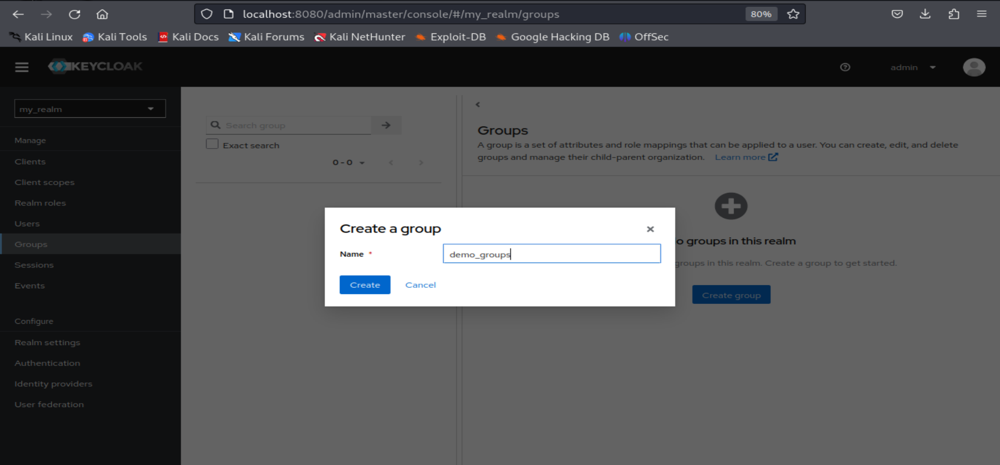 localhost:8080/admin/master/console/#/my_realm/groups 80%
Kali Linux Kali Tools Kali Docs Kali Forums Kali NetHunter Exploit-DB Google Hacking DB OffSec
KEYCLOAK admin
my_realm
Manage
Clients
Client scopes
Realm roles
Users
Groups
Sessions
Events
Configure
Realm settings
Authentication
Identity providers
User federation
Search group
Exact search
0 - 0
Groups
A group is a set of attributes and role mappings that can be applied to a user. You can create, edit, and delete
groups and manage their child-parent organization. Learn more
o groups in this realm
groups in this realm. Create a group to get started.
Create group
Create a group
Name *
demo_groups
Create Cancel